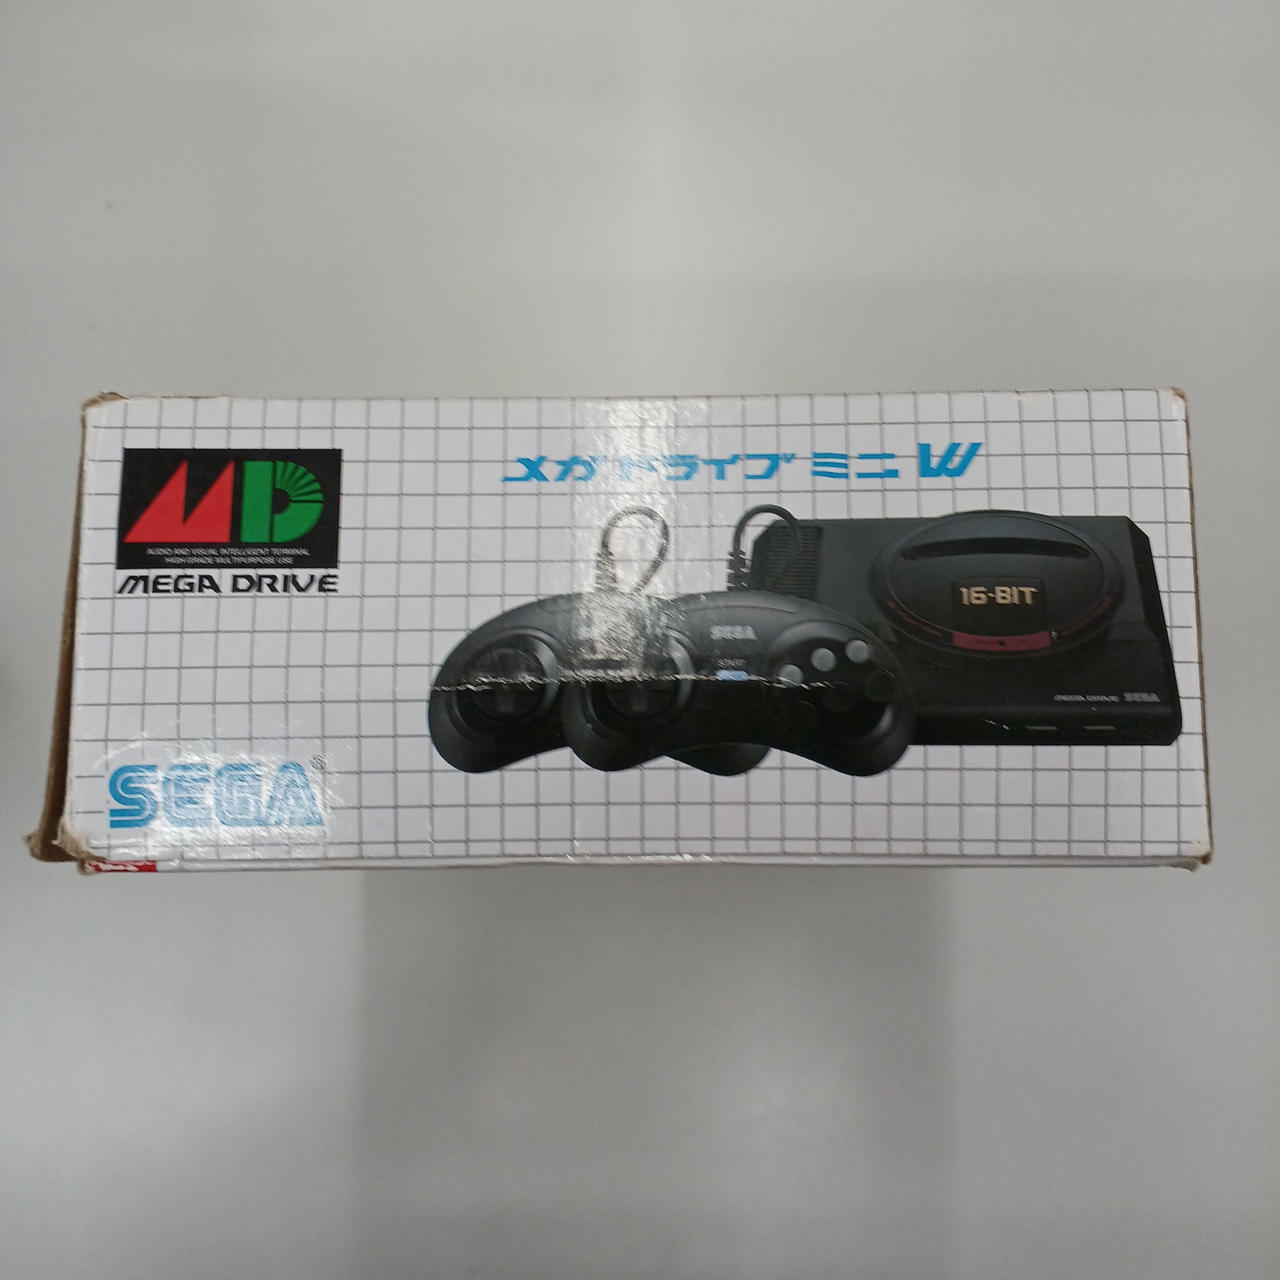 MD
AUDIO AND VISUAL INTELLIGENT TERMINAL
HIGH GRADE MULTIPURPOSE USE
MEGA DRIVE
メガドライブ ミニ W
16-BIT
SEGA
START
MEGA DRIVE SEGA
SEGA®